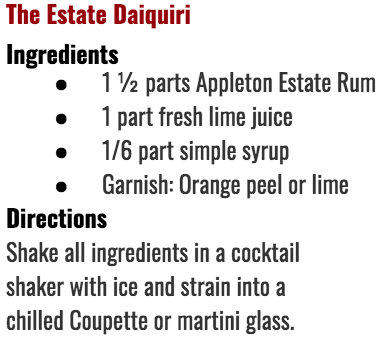 The Estate Daiquiri
Ingredients
● 1 ½ parts Appleton Estate Rum
● 1 part fresh lime juice
● 1/6 part simple syrup
● Garnish: Orange peel or lime
Directions
Shake all ingredients in a cocktail
shaker with ice and strain into a
chilled Coupette or martini glass.